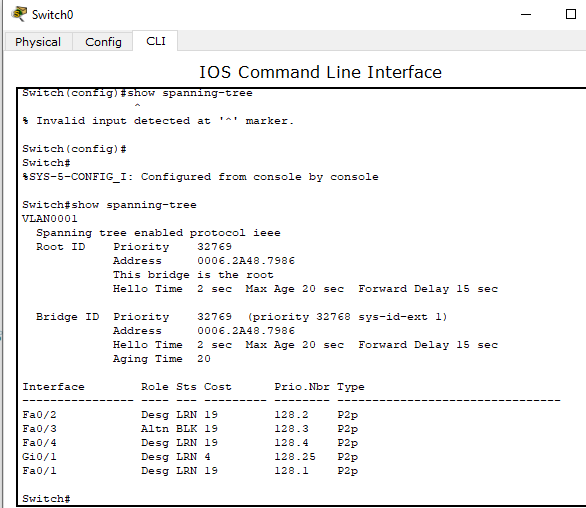 Switch0
Physical Config CLI
IOS Command Line Interface
Switch(config)#show spanning-tree
^
% Invalid input detected at '^' marker.
Switch(config)#
Switch#
%SYS-5-CONFIG_I: Configured from console by console
Switch#show spanning-tree
VLAN0001
Spanning tree enabled protocol ieee
Root ID Priority 32769
Address 0006.2A48.7986
This bridge is the root
Hello Time 2 sec Max Age 20 sec Forward Delay 15 sec
Bridge ID Priority 32769 (priority 32768 sys-id-ext 1)
Address 0006.2A48.7986
Hello Time 2 sec Max Age 20 sec Forward Delay 15 sec
Aging Time 20
Interface Role Sts Cost Prio.Nbr Type
---------------- ---- --- --------- -------- --------------------------------
Fa0/2 Desg LRN 19 128.2 P2p
Fa0/3 Altn BLK 19 128.3 P2p
Fa0/4 Desg LRN 19 128.4 P2p
Gi0/1 Desg LRN 4 128.25 P2p
Fa0/1 Desg LRN 19 128.1 P2p
Switch#